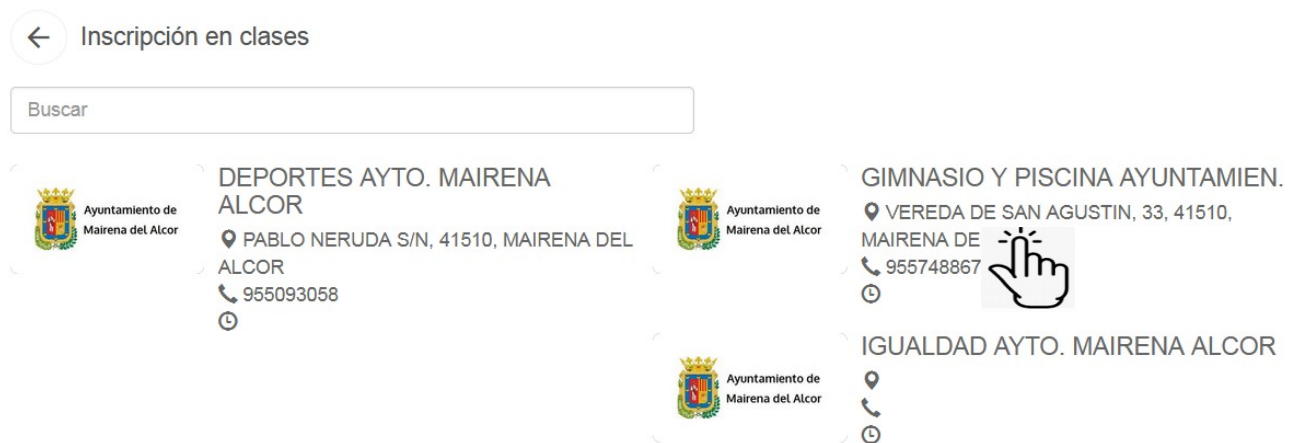 Inscripción en clases
Buscar
Ayuntamiento de
Mairena del Alcor
DEPORTES AYTO. MAIRENA
ALCOR
PABLO NERUDA S/N, 41510, MAIRENA DEL
ALCOR
955093058
Ayuntamiento de
Mairena del Alcor
GIMNASIO Y PISCINA AYUNTAMIEN.
VEREDA DE SAN AGUSTIN, 33, 41510,
MAIRENA DE
955748867
Ayuntamiento de
Mairena del Alcor
IGUALDAD AYTO. MAIRENA ALCOR